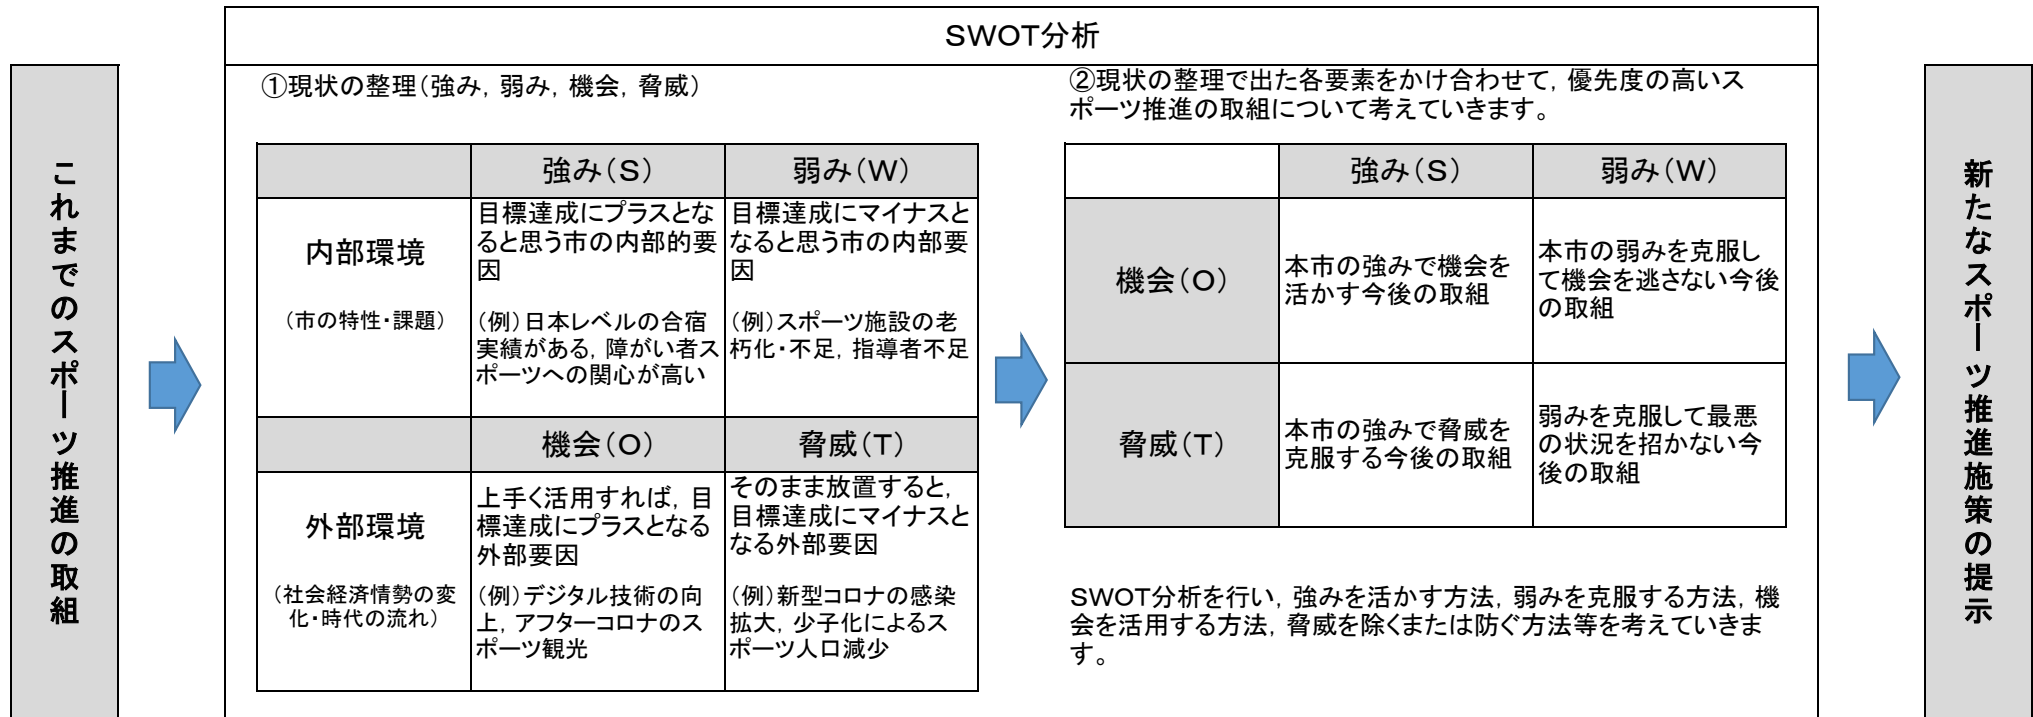 SWOT分析
これまでのスポーツ推進の取組
①現状の整理（強み，弱み，機会，脅威）
強み（S）
弱み（W）
内部環境
（市の特性・課題）
目標達成にプラスとな
ると思う市の内部的要
因
（例）日本レベルの合宿
実績がある，障がい者ス
ポーツへの関心が高い
目標達成にマイナスと
なると思う市の内部要
因
（例）スポーツ施設の老
朽化・不足，指導者不足
機会（O）
脅威（T）
外部環境
（社会経済情勢の変
化・時代の流れ）
上手く活用すれば，目
標達成にプラスとなる
外部要因
（例）デジタル技術の向
上，アフターコロナのス
ポーツ観光
そのまま放置すると，
目標達成にマイナスと
なる外部要因
（例）新型コロナの感染
拡大，少子化によるス
ポーツ人口減少
②現状の整理で出た各要素をかけ合わせて，優先度の高いス
ポーツ推進の取組について考えていきます。
強み（S）
弱み（W）
機会（O）
本市の強みで機会を
活かす今後の取組
本市の弱みを克服し
て機会を逃さない今後
の取組
脅威（T）
本市の強みで脅威を
克服する今後の取組
弱みを克服して最悪
の状況を招かない今
後の取組
SWOT分析を行い，強みを活かす方法，弱みを克服する方法，機
会を活用する方法，脅威を除くまたは防ぐ方法等を考えていきま
す。
新たなスポーツ推進施策の提示